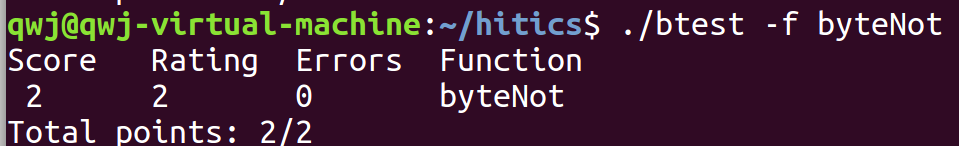 qwj@qwj-virtual-machine:~/hitics$ ./btest -f byteNot
Score   Rating  Errors  Function
 2      2       0       byteNot
Total points: 2/2